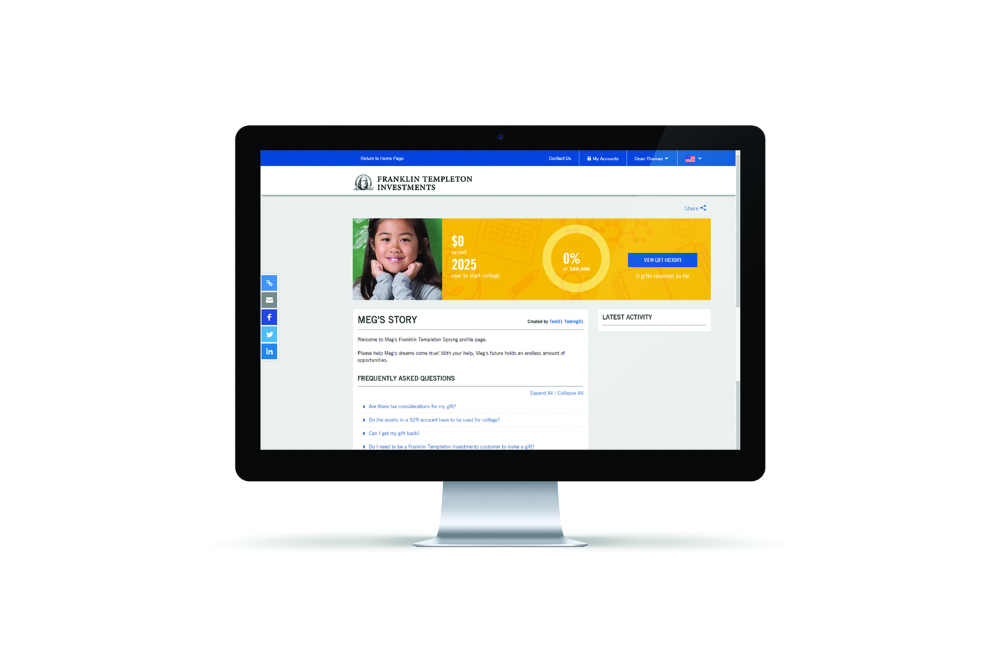 Return to Home Page
Contact Us
My Accounts
Dean Thomas
FRANKLIN TEMPLETON
INVESTMENTS
Share
$0
raised
2025
year to start college
0%
of $80,000
VIEW GIFT HISTORY
0 gifts received so far
in
MEG'S STORY
Created by Test31 Testing31
Welcome to Meg's Franklin Templeton Spryng profile page.
Please help Meg's dreams come true! With your help, Meg's future holds an endless amount of
opportunities.
LATEST ACTIVITY
FREQUENTLY ASKED QUESTIONS
Expand All | Collapse All
Are there tax considerations for my gift?
Do the assets in a 529 account have to be used for college?
Can I get my gift back?
Do I need to be a Franklin Templeton Investments customer to make a gift?